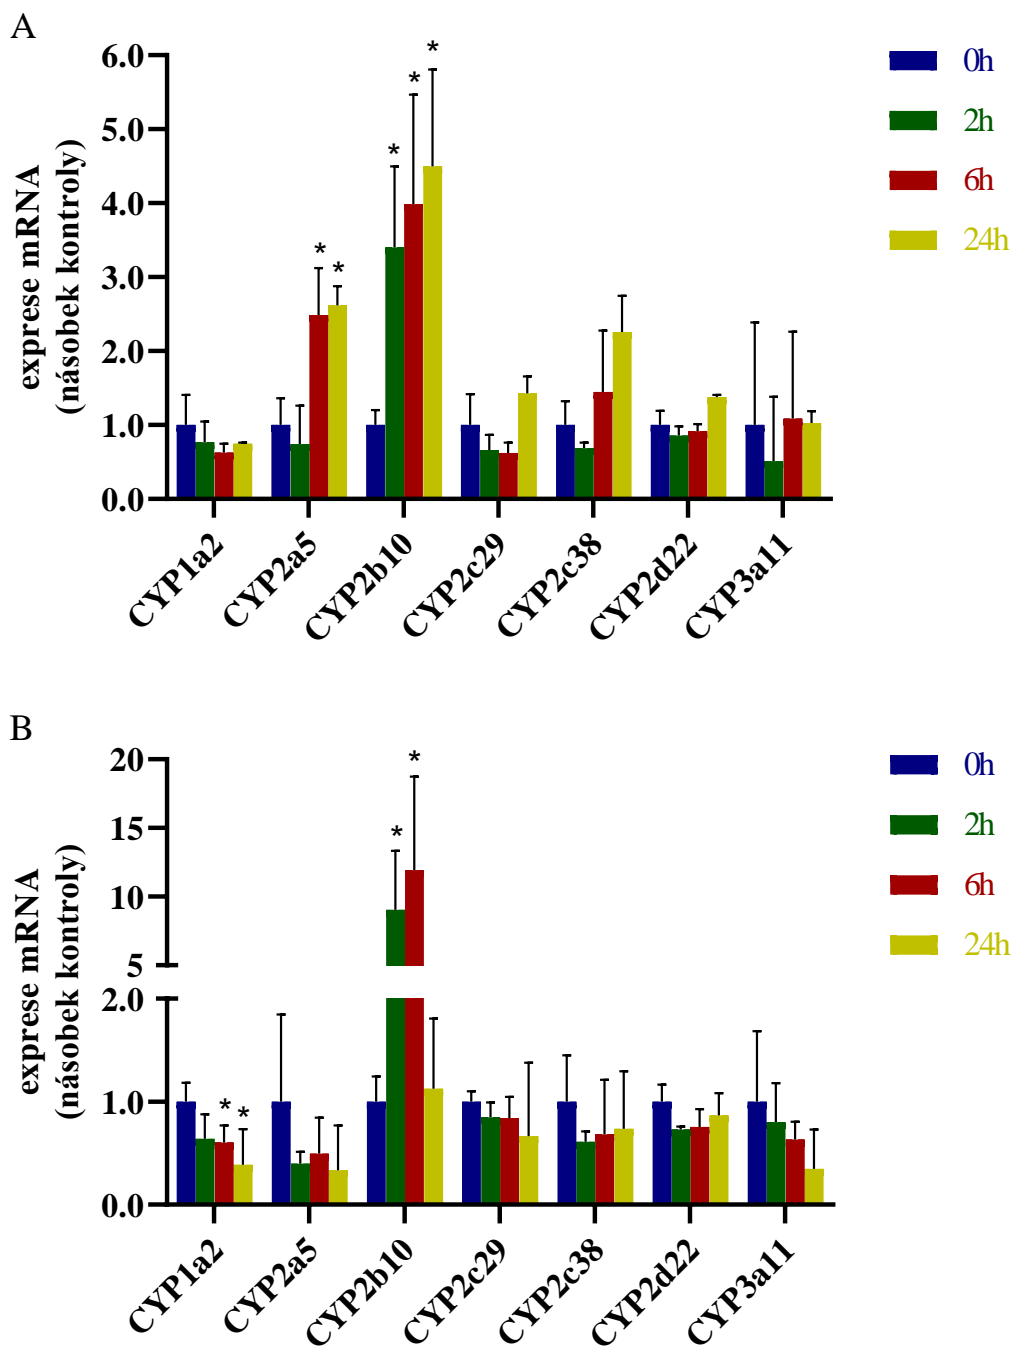 A
exprese mRNA
(násobek kontroly)
6.0
5.0
4.0
3.0
2.0
1.0
0.0
* * * * *
CYP1a2 CYP2a5 CYP2b10 CYP2c29 CYP2c38 CYP2d22 CYP3a11
0h
2h
6h
24h
B
exprese mRNA
(násobek kontroly)
20
15
10
5
2.0
1.0
0.0
* * * *
CYP1a2 CYP2a5 CYP2b10 CYP2c29 CYP2c38 CYP2d22 CYP3a11
0h
2h
6h
24h